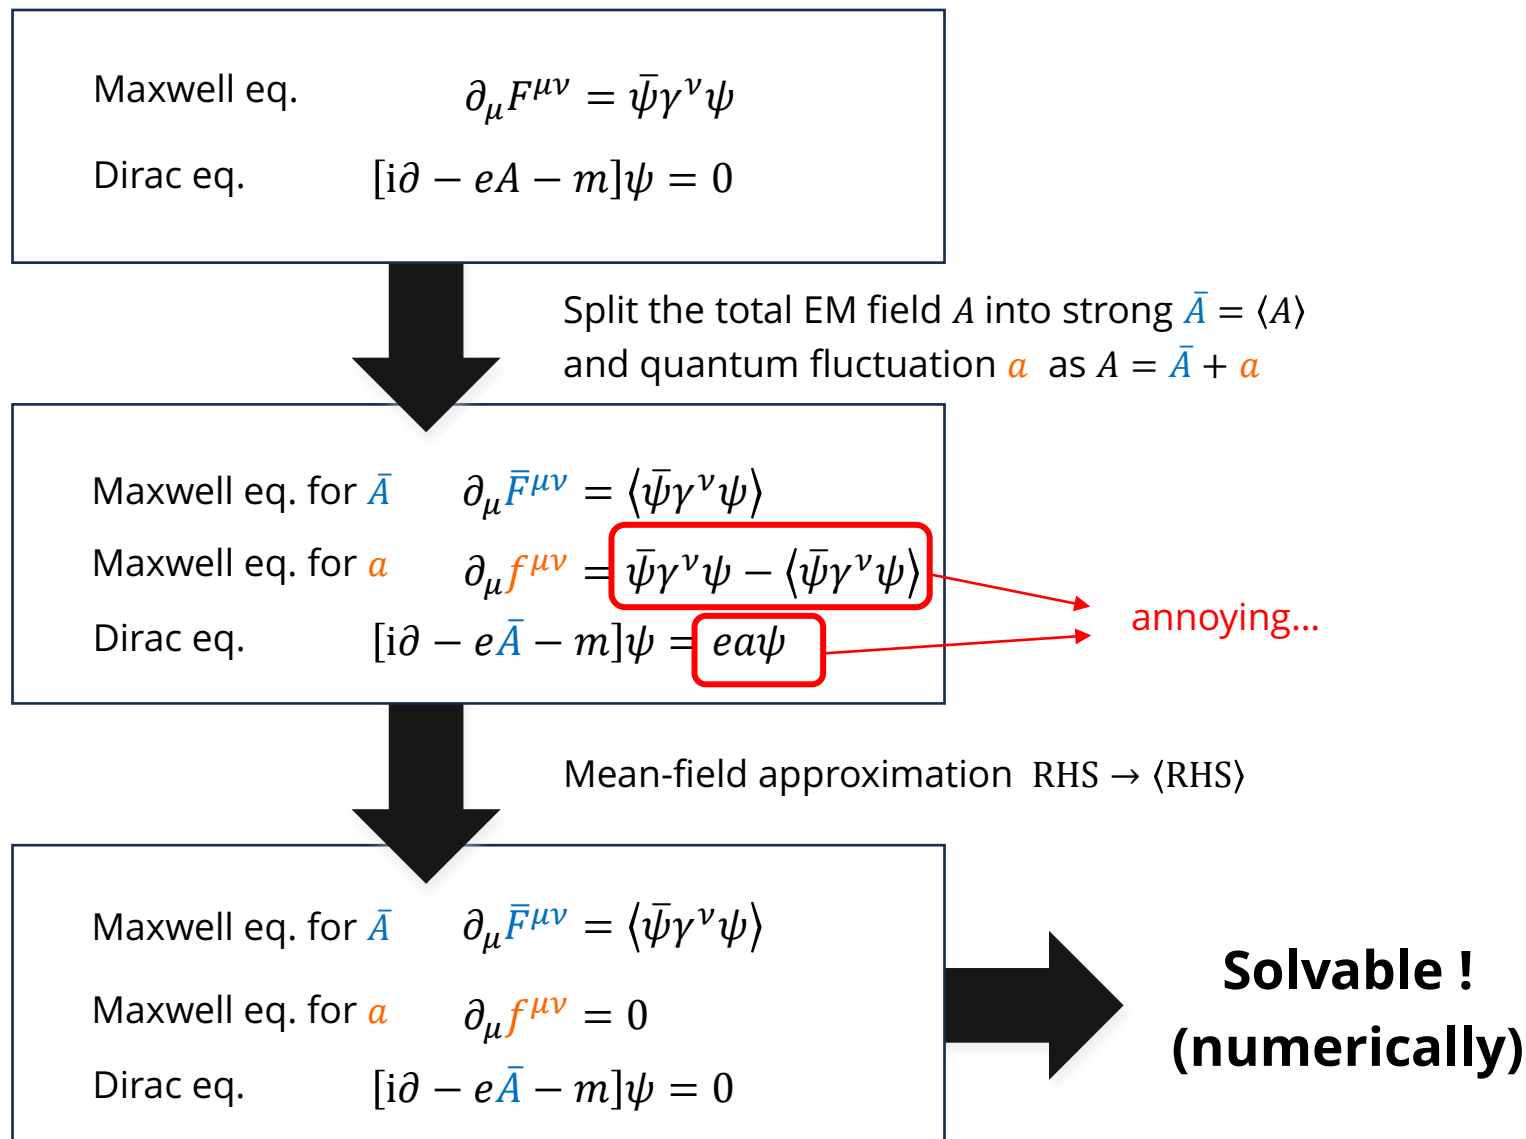 Maxwell eq. ∂_μF^{μν} = ψ̄γ^νψ
Dirac eq. [i∂ − eA − m]ψ = 0
Split the total EM field A into strong Ā = ⟨A⟩
and quantum fluctuation a as A = Ā + a
Maxwell eq. for Ā ∂_μF̄^{μν} = ⟨ψ̄γ^νψ⟩
Maxwell eq. for a ∂_μf^{μν} = ψ̄γ^νψ − ⟨ψ̄γ^νψ⟩
annoying...
Dirac eq. [i∂ − eĀ − m]ψ = eaψ
Mean-field approximation RHS → ⟨RHS⟩
Maxwell eq. for Ā ∂_μF̄^{μν} = ⟨ψ̄γ^νψ⟩
Maxwell eq. for a ∂_μf^{μν} = 0
Dirac eq. [i∂ − eĀ − m]ψ = 0
Solvable !
(numerically)